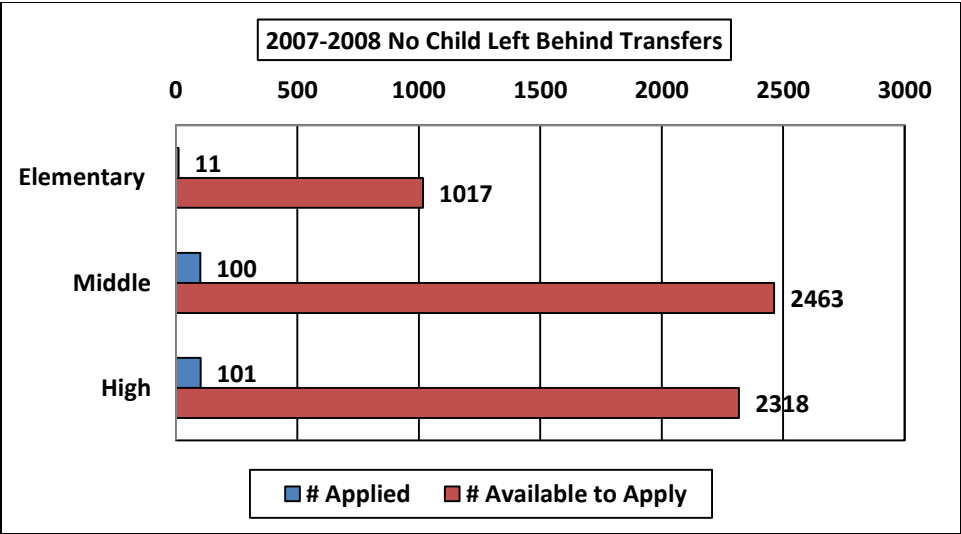 2007-2008 No Child Left Behind Transfers
0 500 1000 1500 2000 2500 3000
Elementary
11
1017
Middle
100
2463
High
101
2318
# Applied # Available to Apply